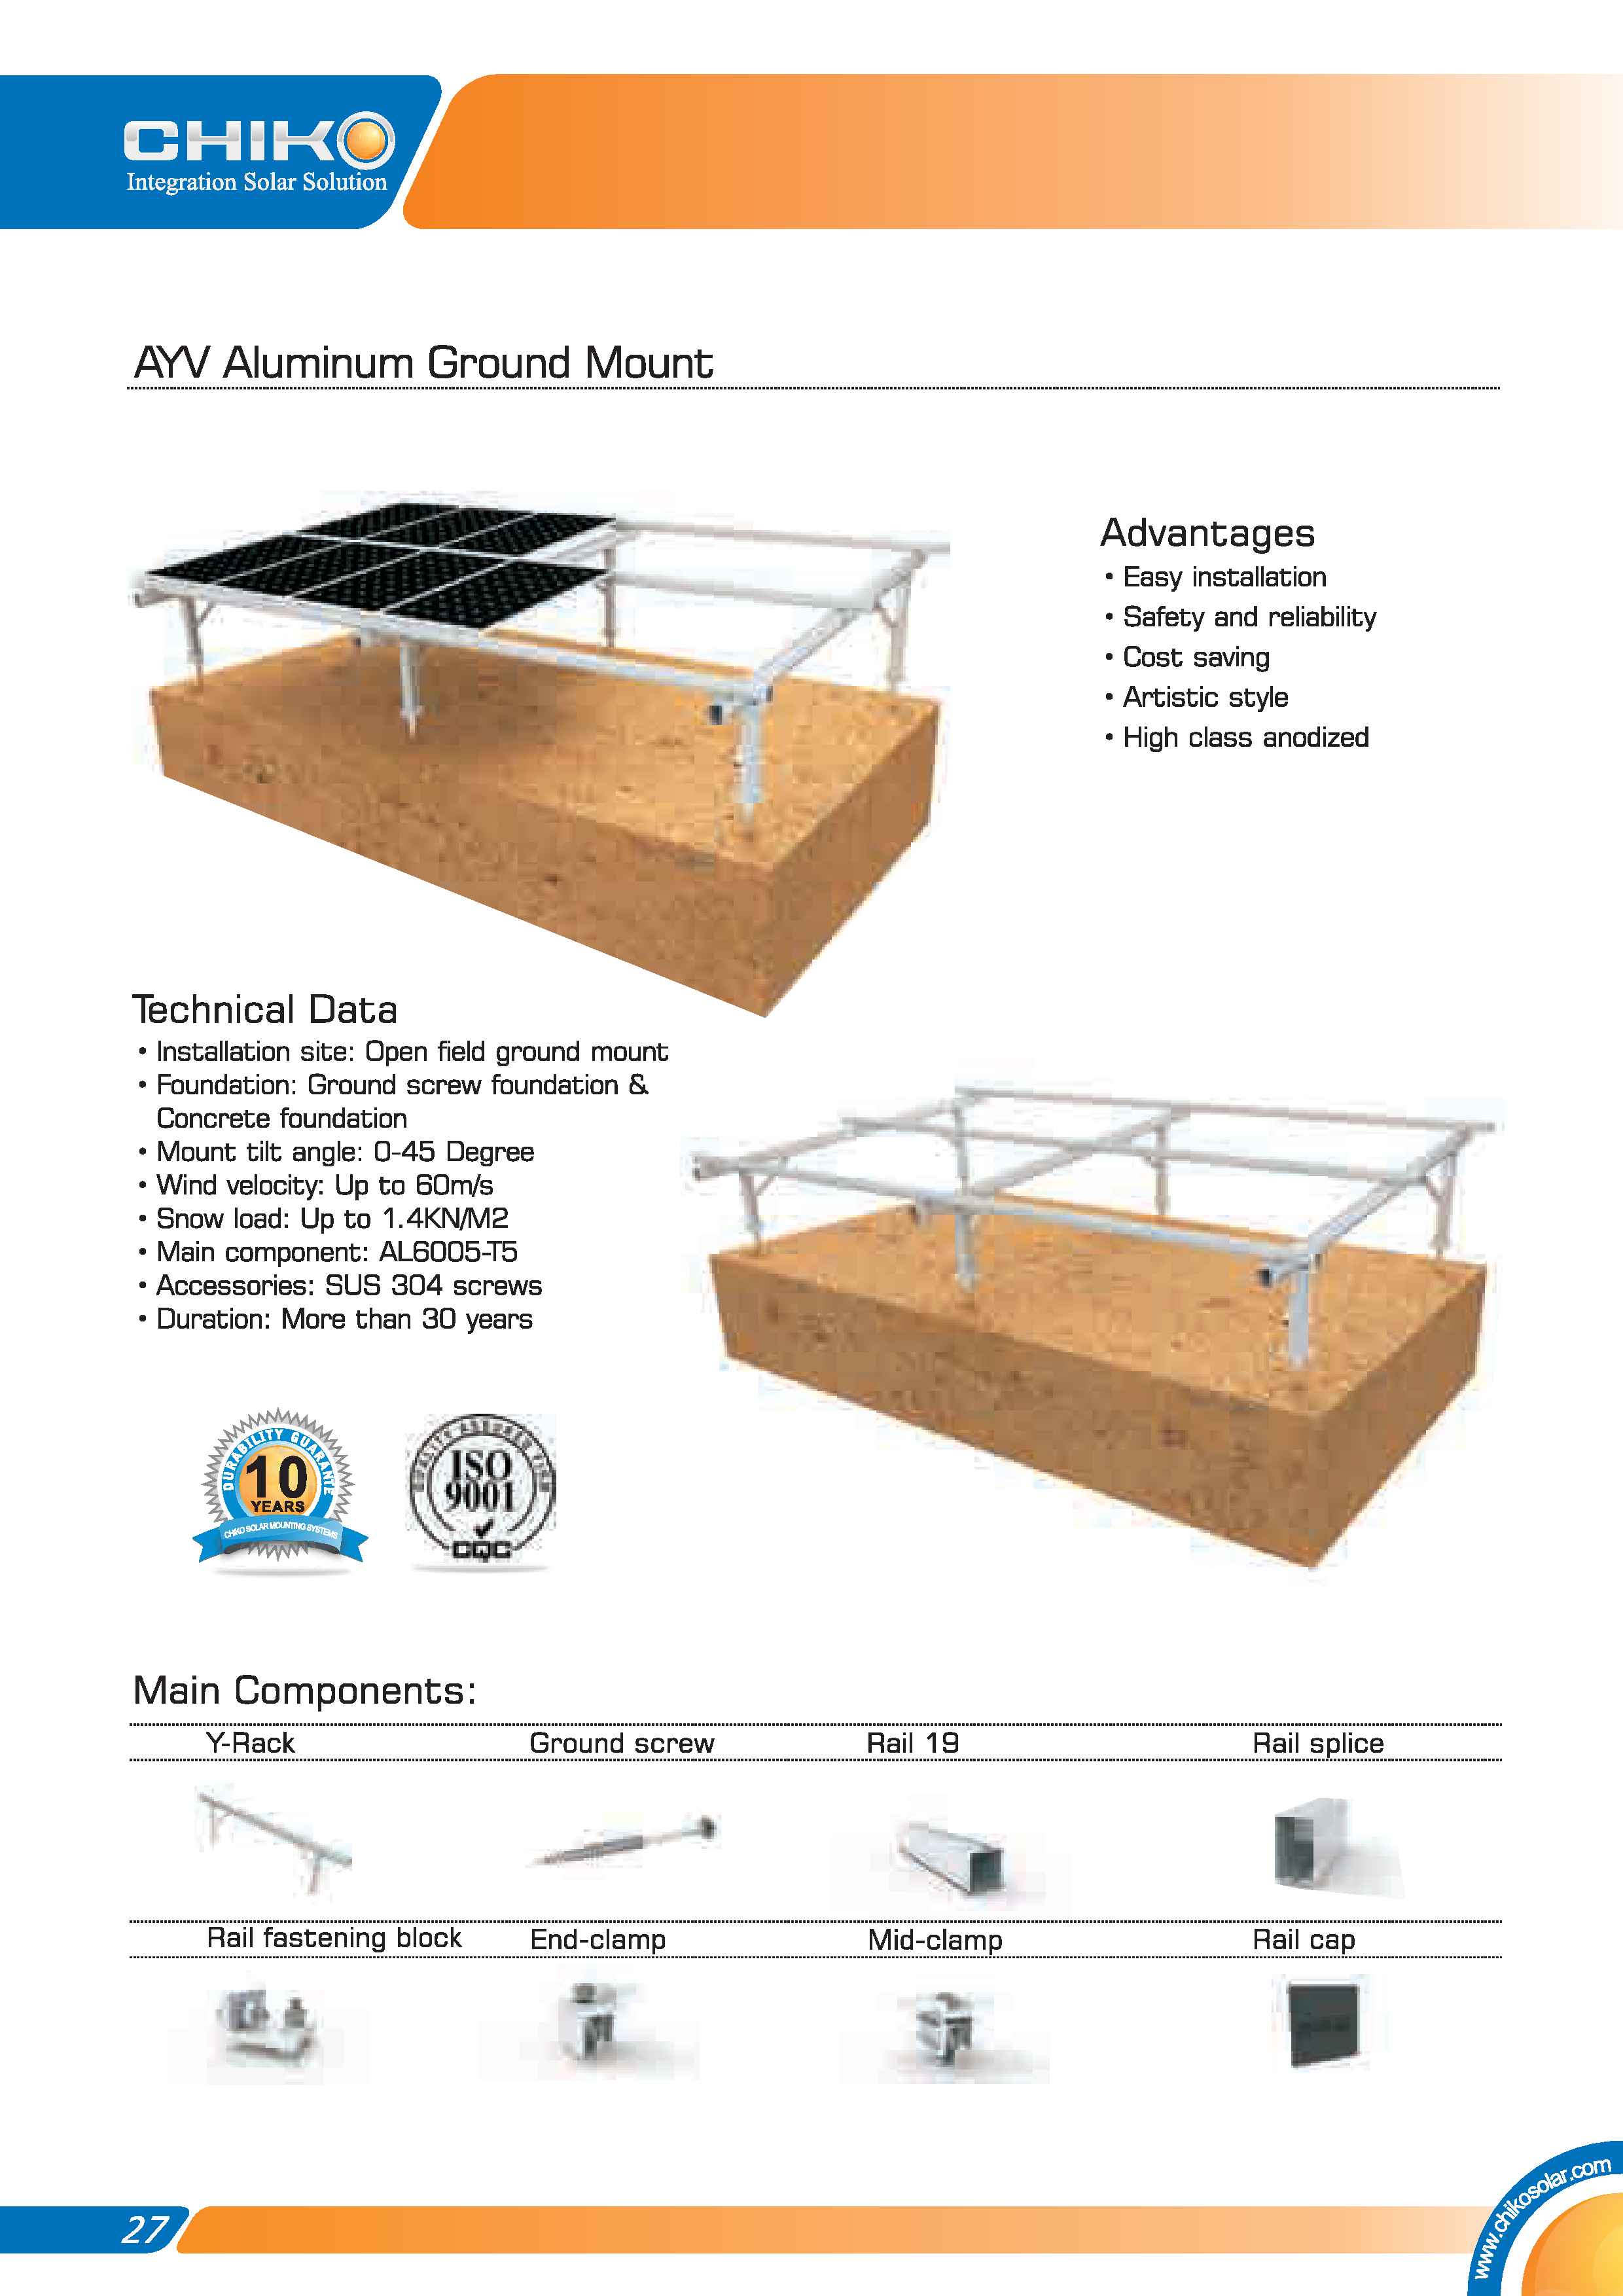 CHIKO
Integration Solar Solution
AYV Aluminum Ground Mount
Advantages
• Easy installation
• Safety and reliability
• Cost saving
• Artistic style
• High class anodized
Technical Data
• Installation site: Open field ground mount
• Foundation: Ground screw foundation &
Concrete foundation
• Mount tilt angle: 0-45 Degree
• Wind velocity: Up to 60m/s
• Snow load: Up to 1.4KN/M2
• Main component: AL6005-T5
• Accessories: SUS 304 screws
• Duration: More than 30 years
DURABILITY GUARANTE
10
YEARS
CHIKO SOLAR MOUNTING SYSTEMS
QUALITY ASSURED FIRM
ISO
9001
CQC
Main Components:
Y-Rack Ground screw Rail 19 Rail splice
Rail fastening block End-clamp Mid-clamp Rail cap
27
www.chikosolar.com